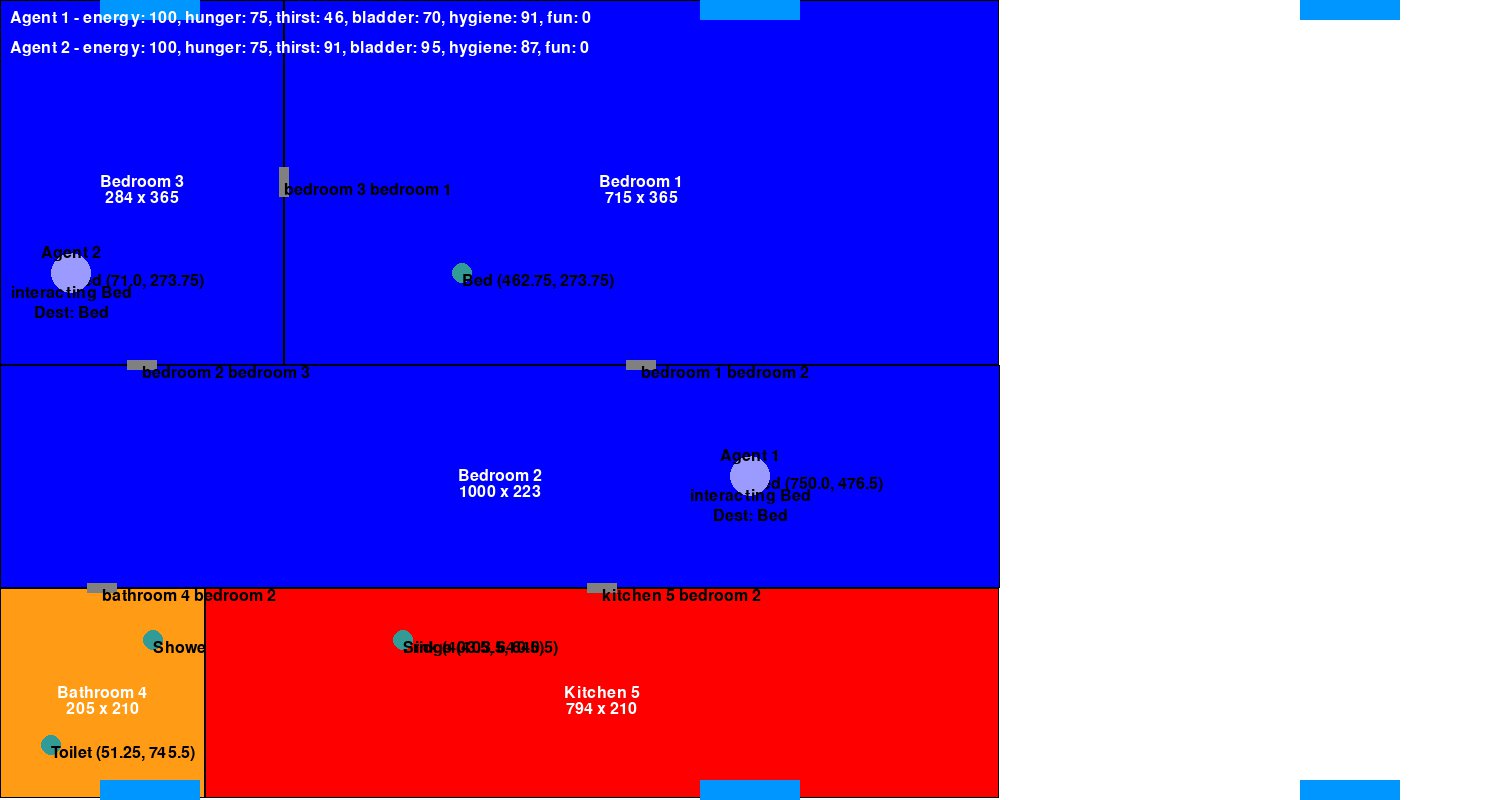 Agent 1 - energy: 100, hunger: 75, thirst: 46, bladder: 70, hygiene: 91, fun: 0
Agent 2 - energy: 100, hunger: 75, thirst: 91, bladder: 95, hygiene: 87, fun: 0
Bedroom 3
284 x 365
Bedroom 1
715 x 365
bedroom 3 bedroom 1
Agent 2
(71.0, 273.75)
interacting Bed
Dest: Bed
Bed (462.75, 273.75)
bedroom 2 bedroom 3
bedroom 1 bedroom 2
Bedroom 2
1000 x 223
Agent 1
(750.0, 476.5)
interacting Bed
Dest: Bed
bathroom 4 bedroom 2
kitchen 5 bedroom 2
Showe
Bathroom 4
205 x 210
Kitchen 5
794 x 210
Toilet (51.25, 745.5)